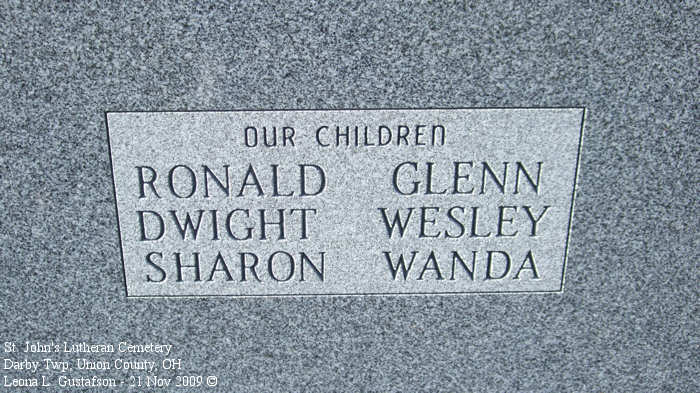 OUR CHILDREN
RONALD GLENN
DWIGHT WESLEY
SHARON WANDA
St. John's Lutheran Cemetery
Darby Twp, Union County, OH
Leona L. Gustafson - 21 Nov 2009 ©